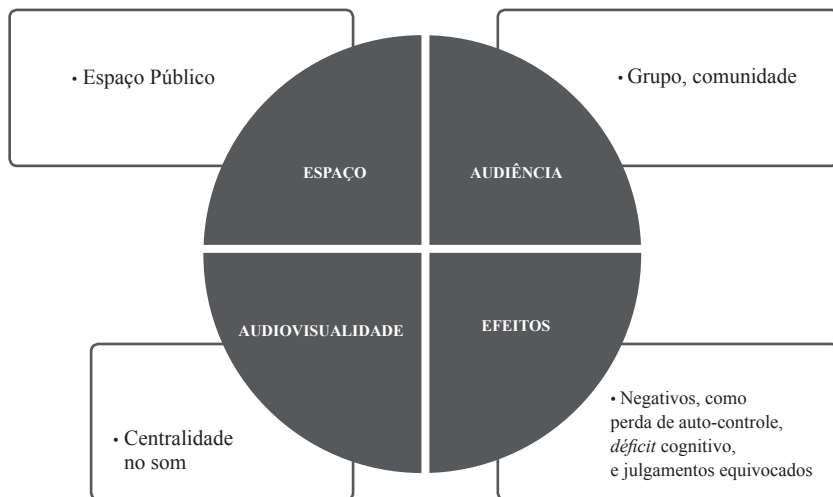 • Espaço Público
• Grupo, comunidade
ESPAÇO
AUDIÊNCIA
AUDIOVISUALIDADE
EFEITOS
• Centralidade
no som
• Negativos, como
perda de auto-controle,
déficit cognitivo,
e julgamentos equivocados